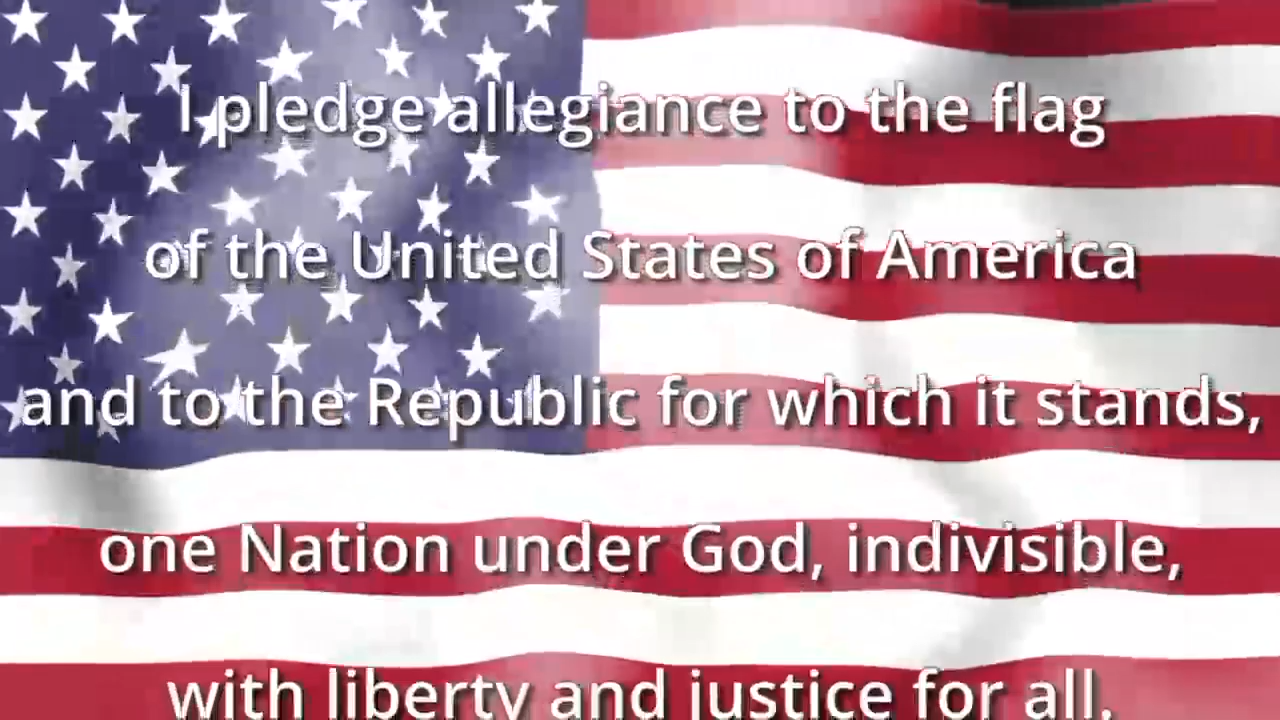 I pledge allegiance to the flag
of the United States of America
and to the Republic for which it stands,
one Nation under God, indivisible,
with liberty and justice for all.